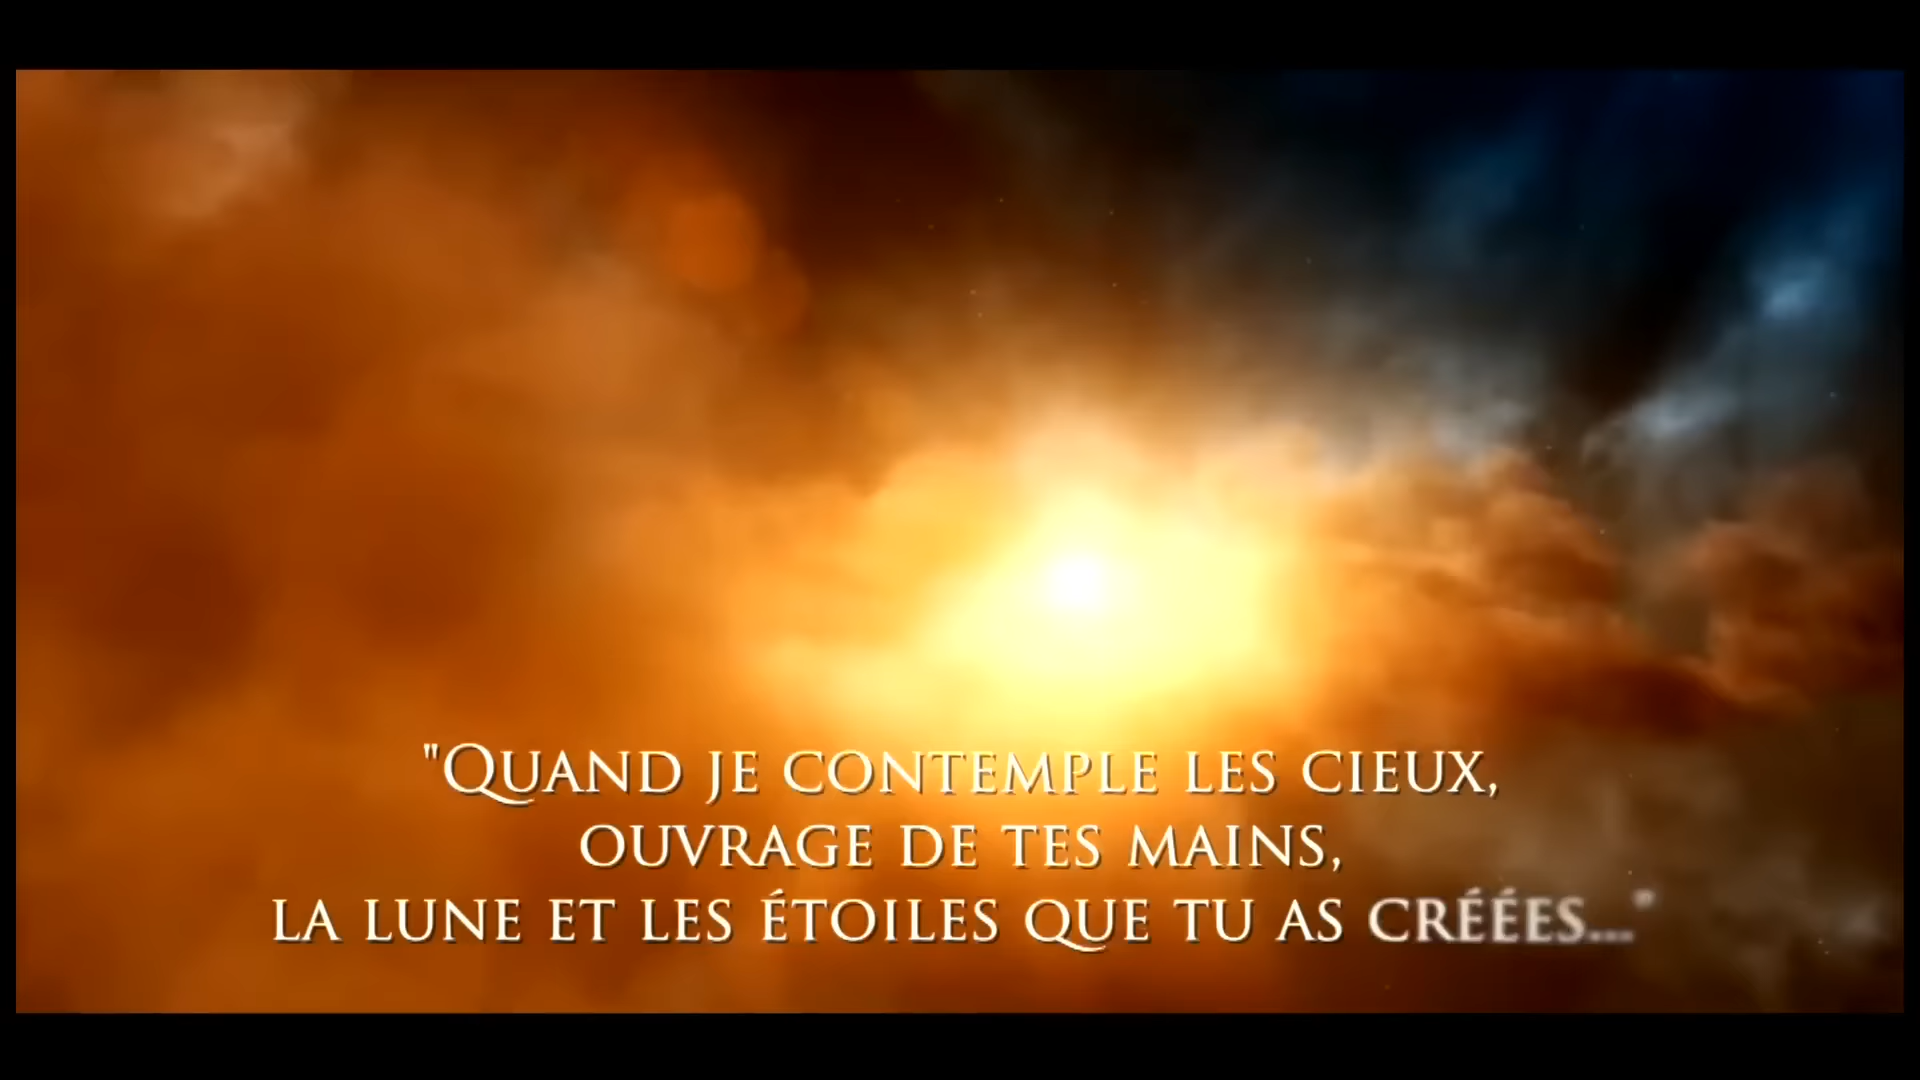 "QUAND JE CONTEMPLE LES CIEUX,
OUVRAGE DE TES MAINS,
LA LUNE ET LES ÉTOILES QUE TU AS CRÉÉES..."